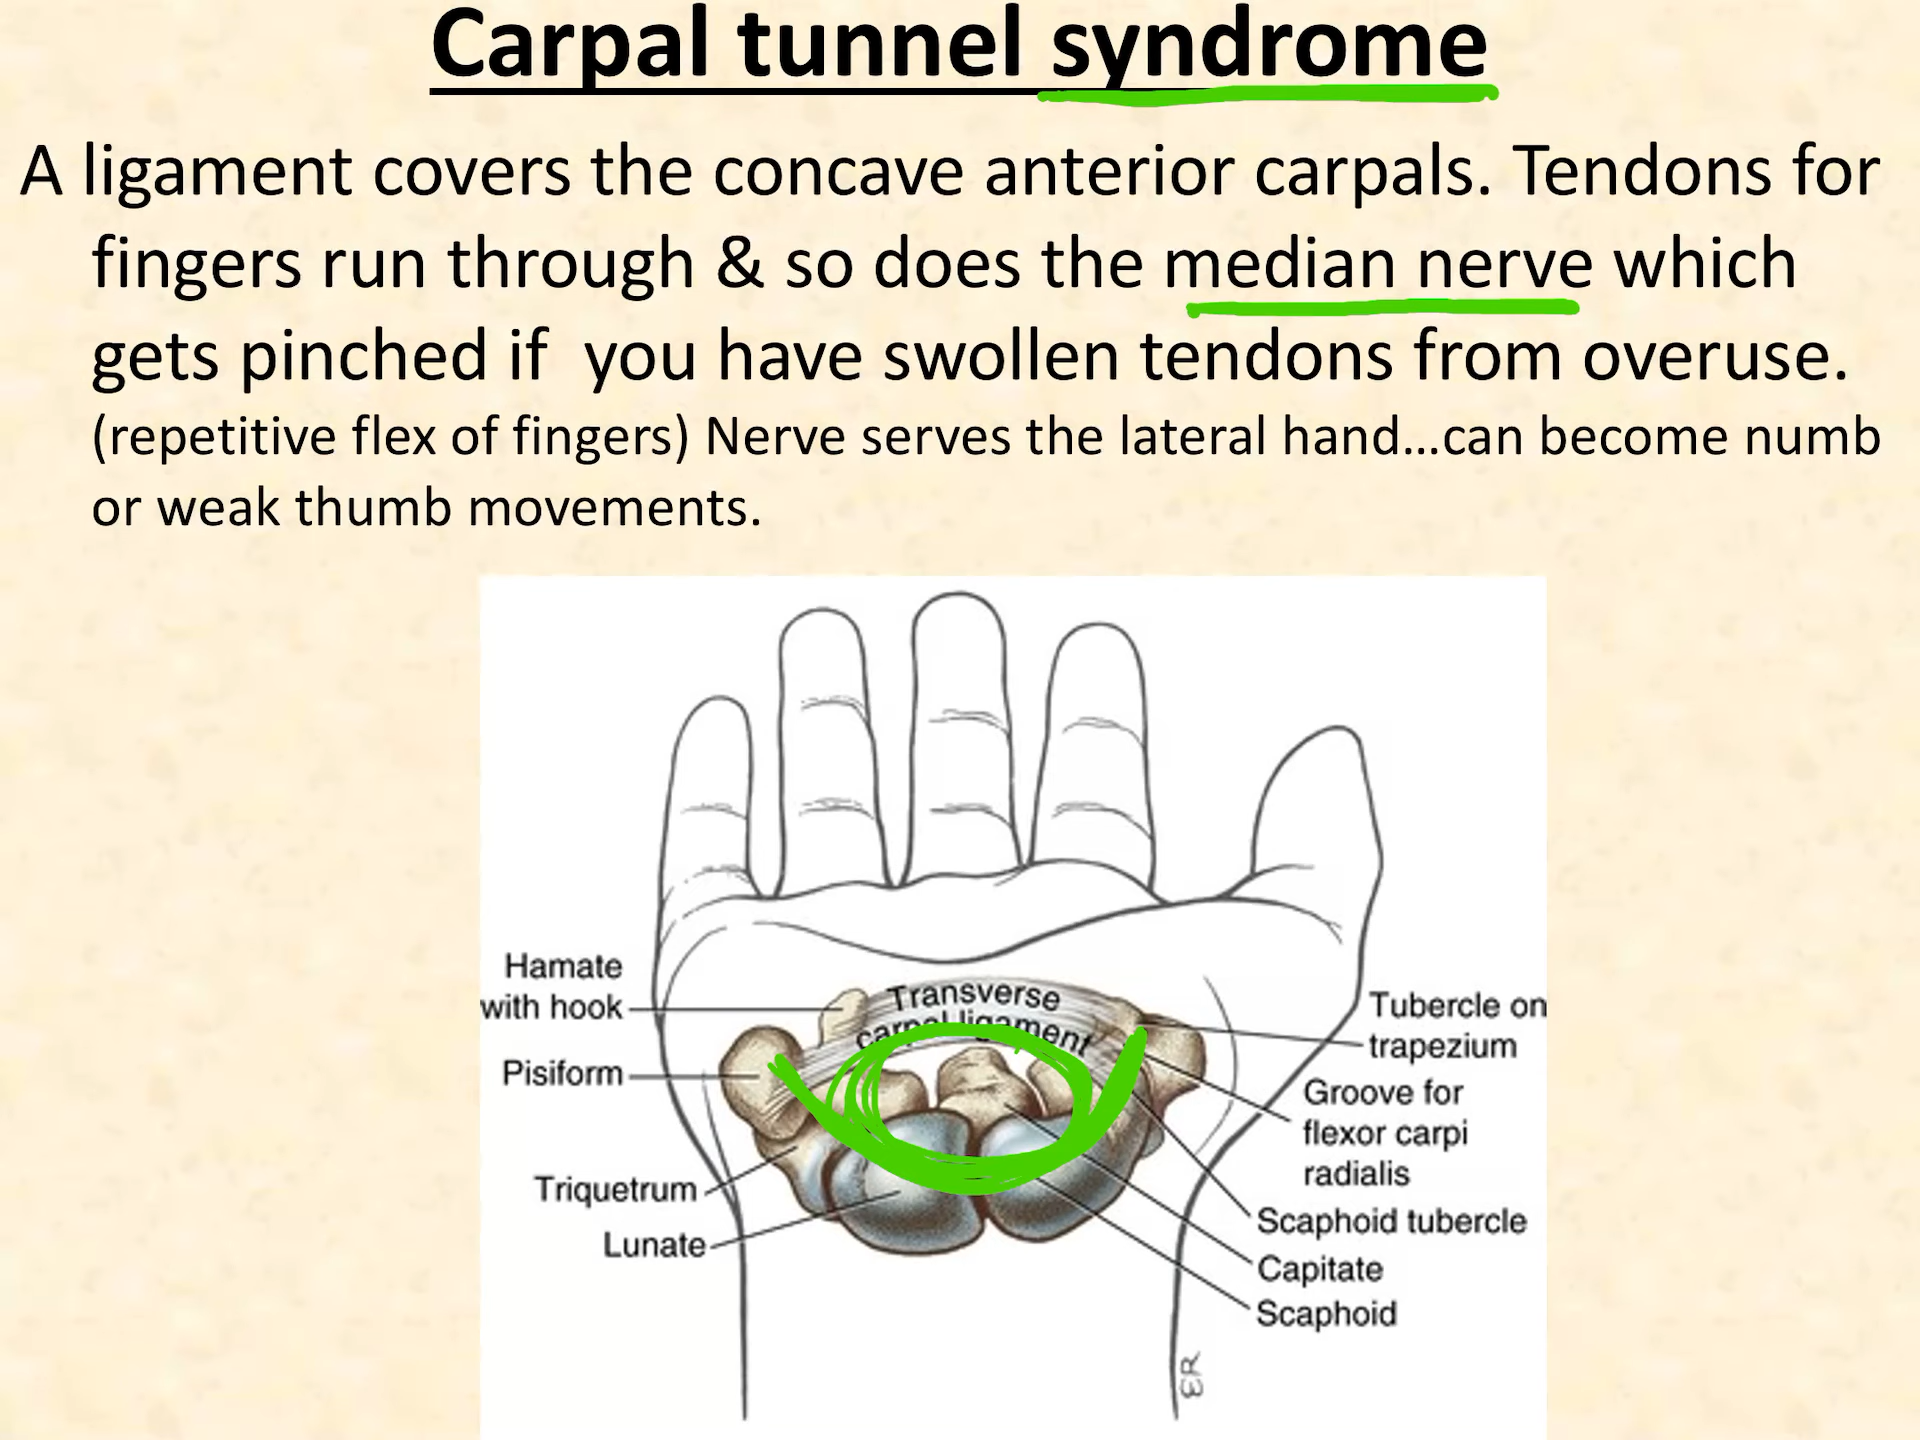 Carpal tunnel syndrome
A ligament covers the concave anterior carpals. Tendons for
fingers run through & so does the median nerve which
gets pinched if  you have swollen tendons from overuse.
(repetitive flex of fingers) Nerve serves the lateral hand…can become numb
or weak thumb movements.
Hamate
with hook
Pisiform
Triquetrum
Lunate
Transverse
carpal ligament
Tubercle on
trapezium
Groove for
flexor carpi
radialis
Scaphoid tubercle
Capitate
Scaphoid
ER